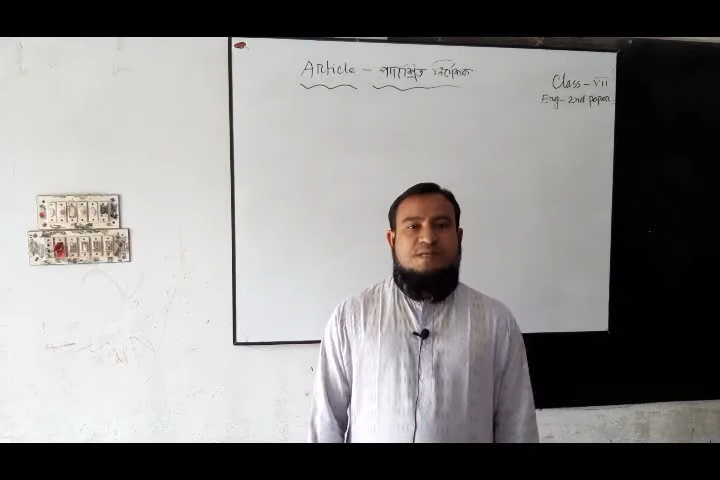 Article - পদাশ্রিত নির্দেশক
Class - VII
Eng - 2nd paper